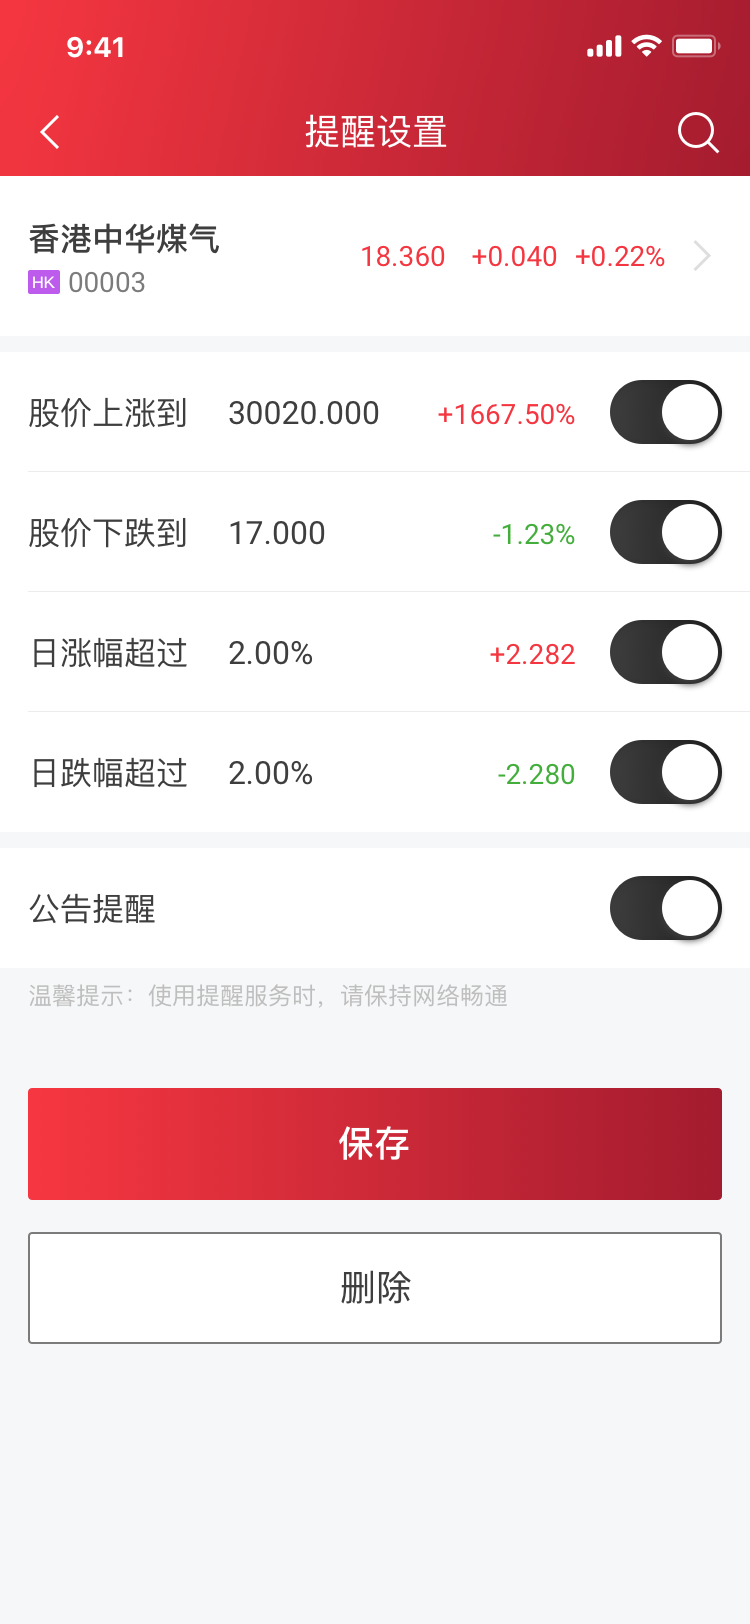 9:41
提醒设置
香港中华煤气
HK 00003
18.360 +0.040 +0.22%
股价上涨到 30020.000 +1667.50%
股价下跌到 17.000 -1.23%
日涨幅超过 2.00% +2.282
日跌幅超过 2.00% -2.280
公告提醒
温馨提示：使用提醒服务时，请保持网络畅通
保存
删除